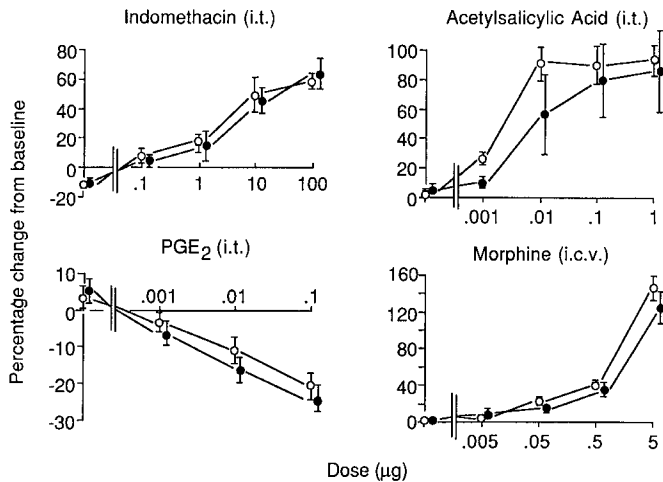 Indomethacin (i.t.)
80
60
40
20
0
-20
.1 1 10 100
Acetylsalicylic Acid (i.t.)
100
80
60
40
20
0
.001 .01 .1 1
Percentage change from baseline
PGE2 (i.t.)
10
0
-10
-20
-30
.001 .01 .1
Morphine (i.c.v.)
160
120
80
40
0
.005 .05 .5 5
Dose (μg)